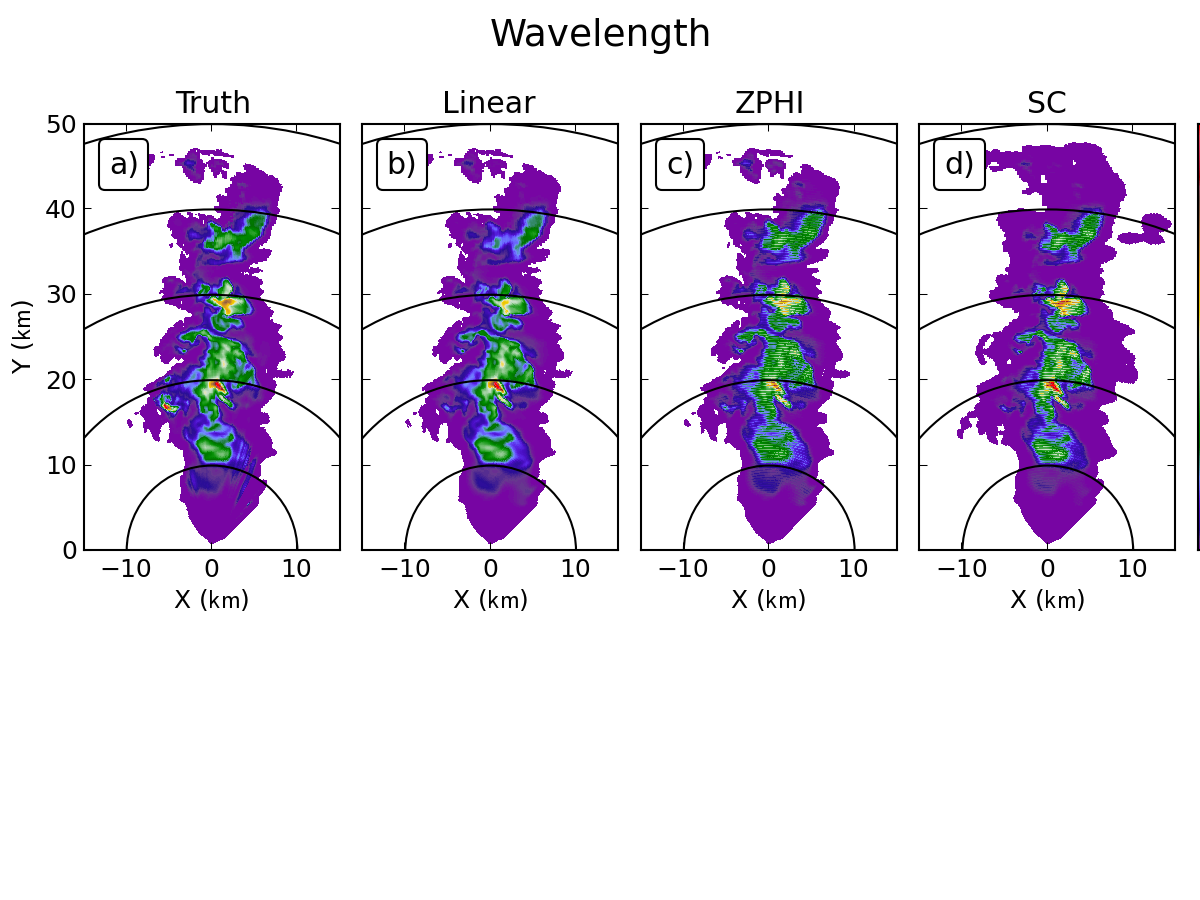 Wavelength
Truth Linear ZPHI SC
a) b) c) d)
50
40
30
20
10
0
Y (km)
−10 0 10 −10 0 10 −10 0 10 −10 0 10
X (km) X (km) X (km) X (km)